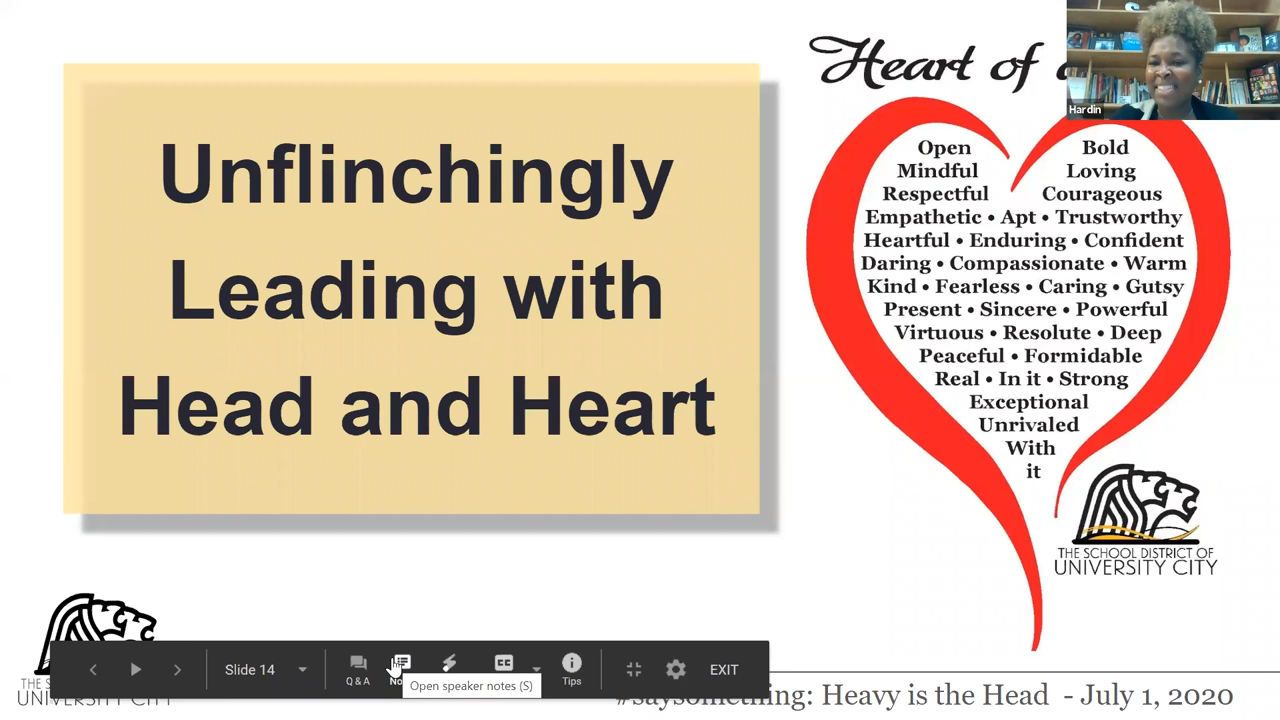 Heart of a
Hardin
Unflinchingly
Leading with
Head and Heart
Open Bold
Mindful Loving
Respectful Courageous
Empathetic • Apt • Trustworthy
Heartful • Enduring • Confident
Daring • Compassionate • Warm
Kind • Fearless • Caring • Gutsy
Present • Sincere • Powerful
Virtuous • Resolute • Deep
Peaceful • Formidable
Real • In it • Strong
Exceptional
Unrivaled
With
it
THE SCHOOL DISTRICT OF
UNIVERSITY CITY
Slide 14
Q & A
CC
Tips
EXIT
Open speaker notes (S)
#saysomething: Heavy is the Head - July 1, 2020